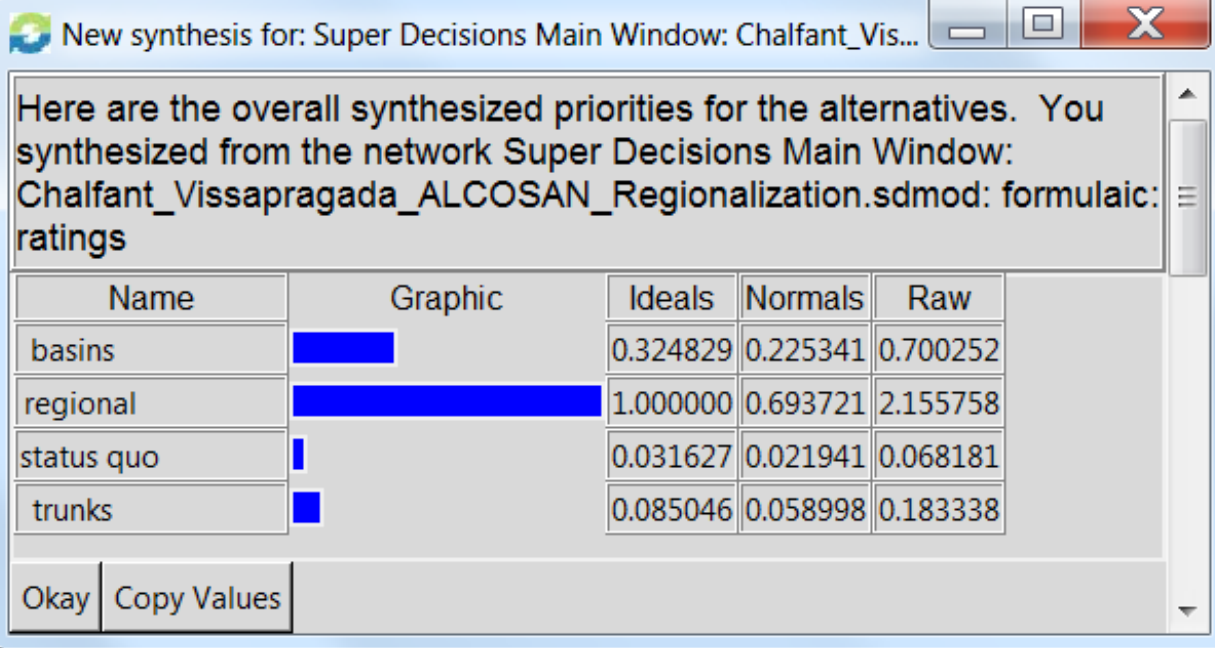 New synthesis for: Super Decisions Main Window: Chalfant_Vis...
Here are the overall synthesized priorities for the alternatives.  You
synthesized from the network Super Decisions Main Window:
Chalfant_Vissapragada_ALCOSAN_Regionalization.sdmod: formulaic:
ratings
Name Graphic Ideals Normals Raw
basins 0.324829 0.225341 0.700252
regional 1.000000 0.693721 2.155758
status quo 0.031627 0.021941 0.068181
trunks 0.085046 0.058998 0.183338
Okay Copy Values